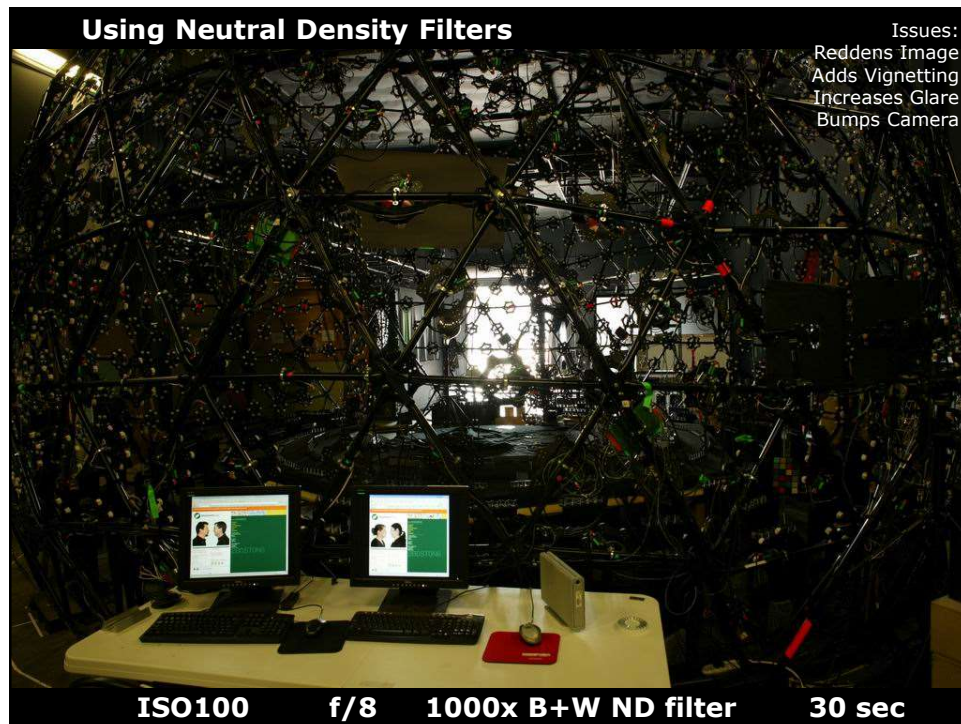 Using Neutral Density Filters
Issues:
Reddens Image
Adds Vignetting
Increases Glare
Bumps Camera
ISO100 f/8 1000x B+W ND filter 30 sec